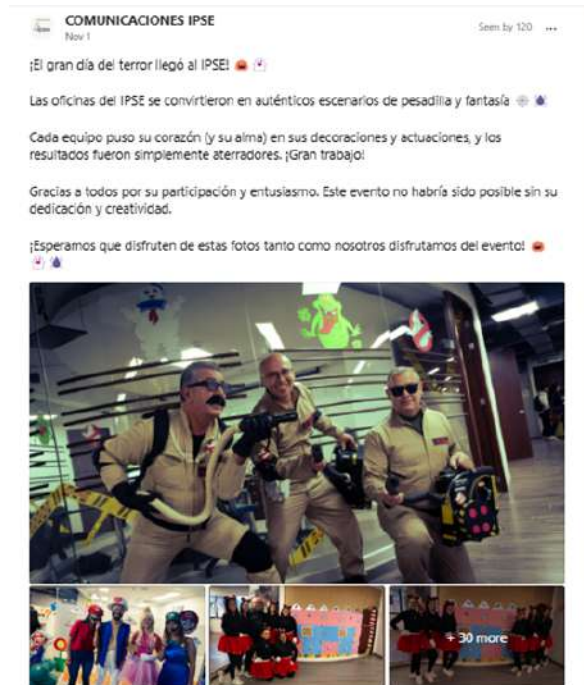 COMUNICACIONES IPSE
Nov 1
Seen by 120
¡El gran día del terror llegó al IPSE!
Las oficinas del IPSE se convirtieron en auténticos escenarios de pesadilla y fantasía
Cada equipo puso su corazón (y su alma) en sus decoraciones y actuaciones, y los
resultados fueron simplemente aterradores. ¡Gran trabajo!
Gracias a todos por su participación y entusiasmo. Este evento no habría sido posible sin su
dedicación y creatividad.
¡Esperamos que disfruten de estas fotos tanto como nosotros disfrutamos del evento!
+ 30 more